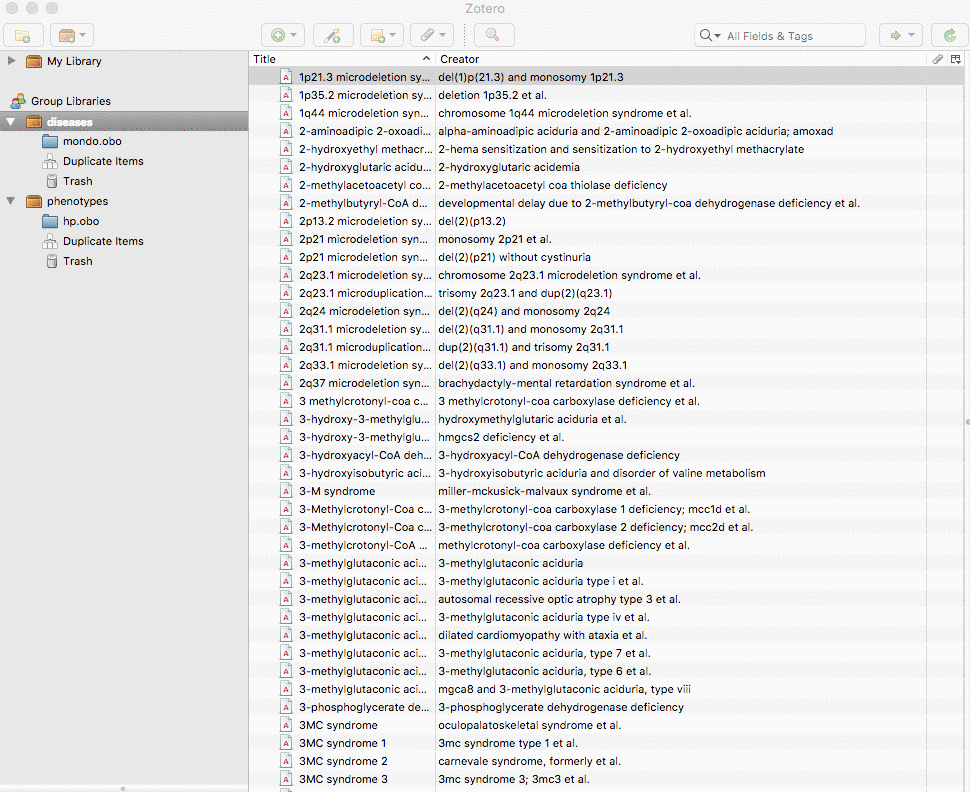 Zotero
All Fields & Tags
My Library
Group Libraries
diseases
mondo.obo
Duplicate Items
Trash
phenotypes
hp.obo
Duplicate Items
Trash
Title Creator
1p21.3 microdeletion sy... del(1)p(21.3) and monosomy 1p21.3
1p35.2 microdeletion sy... deletion 1p35.2 et al.
1q44 microdeletion syn... chromosome 1q44 microdeletion syndrome et al.
2-aminoadipic 2-oxoadi... alpha-aminoadipic aciduria and 2-aminoadipic 2-oxoadipic aciduria; amoxad
2-hydroxyethyl methacr... 2-hema sensitization and sensitization to 2-hydroxyethyl methacrylate
2-hydroxyglutaric acidu... 2-hydroxyglutaric acidemia
2-methylacetoacetyl co... 2-methylacetoacetyl coa thiolase deficiency
2-methylbutyryl-CoA d... developmental delay due to 2-methylbutyryl-coa dehydrogenase deficiency et al.
2p13.2 microdeletion syn... del(2)(p13.2)
2p21 microdeletion syn... monosomy 2p21 et al.
2p21 microdeletion syn... del(2)(p21) without cystinuria
2q23.1 microdeletion syn... chromosome 2q23.1 microdeletion syndrome et al.
2q23.1 microduplication... trisomy 2q23.1 and dup(2)(q23.1)
2q24 microdeletion syn... del(2)(q24) and monosomy 2q24
2q31.1 microdeletion sy... del(2)(q31.1) and monosomy 2q31.1
2q31.1 microduplication... dup(2)(q31.1) and trisomy 2q31.1
2q33.1 microdeletion sy... del(2)(q33.1) and monosomy 2q33.1
2q37 microdeletion syn... brachydactyly-mental retardation syndrome et al.
3 methylcrotonyl-coa c... 3 methylcrotonyl-coa carboxylase deficiency et al.
3-hydroxy-3-methylglu... hydroxymethylglutaric aciduria et al.
3-hydroxy-3-methylglu... hmgcs2 deficiency et al.
3-hydroxyacyl-CoA deh... 3-hydroxyacyl-CoA dehydrogenase deficiency
3-hydroxyisobutyric aci... 3-hydroxyisobutyric aciduria and disorder of valine metabolism
3-M syndrome miller-mckusick-malvaux syndrome et al.
3-Methylcrotonyl-Coa c... 3-methylcrotonyl-coa carboxylase 1 deficiency; mcc1d et al.
3-Methylcrotonyl-Coa c... 3-methylcrotonyl-coa carboxylase 2 deficiency; mcc2d et al.
3-methylcrotonyl-CoA ... methylcrotonyl-coa carboxylase deficiency et al.
3-methylglutaconic aci... 3-methylglutaconic aciduria
3-methylglutaconic aci... 3-methylglutaconic aciduria type i et al.
3-methylglutaconic aci... autosomal recessive optic atrophy type 3 et al.
3-methylglutaconic aci... 3-methylglutaconic aciduria type iv et al.
3-methylglutaconic aci... dilated cardiomyopathy with ataxia et al.
3-methylglutaconic aci... 3-methylglutaconic aciduria, type 7 et al.
3-methylglutaconic aci... 3-methylglutaconic aciduria, type 6 et al.
3-methylglutaconic aci... mgca8 and 3-methylglutaconic aciduria, type viii
3-phosphoglycerate de... 3-phosphoglycerate dehydrogenase deficiency
3MC syndrome oculopalatoskeletal syndrome et al.
3MC syndrome 1 3mc syndrome type 1 et al.
3MC syndrome 2 carnevale syndrome, formerly et al.
3MC syndrome 3 3mc syndrome 3; 3mc3 et al.